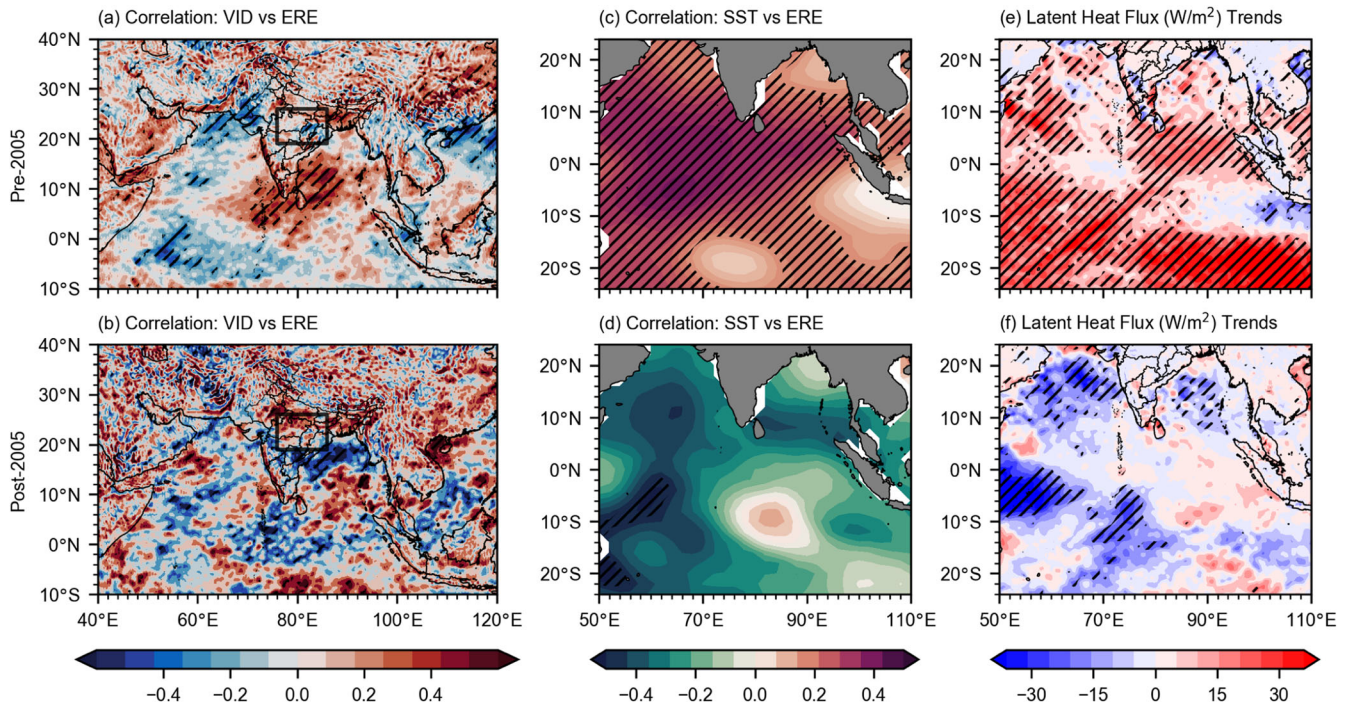 (a) Correlation: VID vs ERE
(c) Correlation: SST vs ERE
(e) Latent Heat Flux (W/m²) Trends
Pre-2005
40°N
30°N
20°N
10°N
0°N
10°S
20°N
10°N
0°N
10°S
20°S
20°N
10°N
0°N
10°S
20°S
(b) Correlation: VID vs ERE
(d) Correlation: SST vs ERE
(f) Latent Heat Flux (W/m²) Trends
Post-2005
40°N
30°N
20°N
10°N
0°N
10°S
20°N
10°N
0°N
10°S
20°S
20°N
10°N
0°N
10°S
20°S
40°E 60°E 80°E 100°E 120°E
50°E 70°E 90°E 110°E
50°E 70°E 90°E 110°E
−0.4 −0.2 0.0 0.2 0.4
−0.4 −0.2 0.0 0.2 0.4
−30 −15 0 15 30